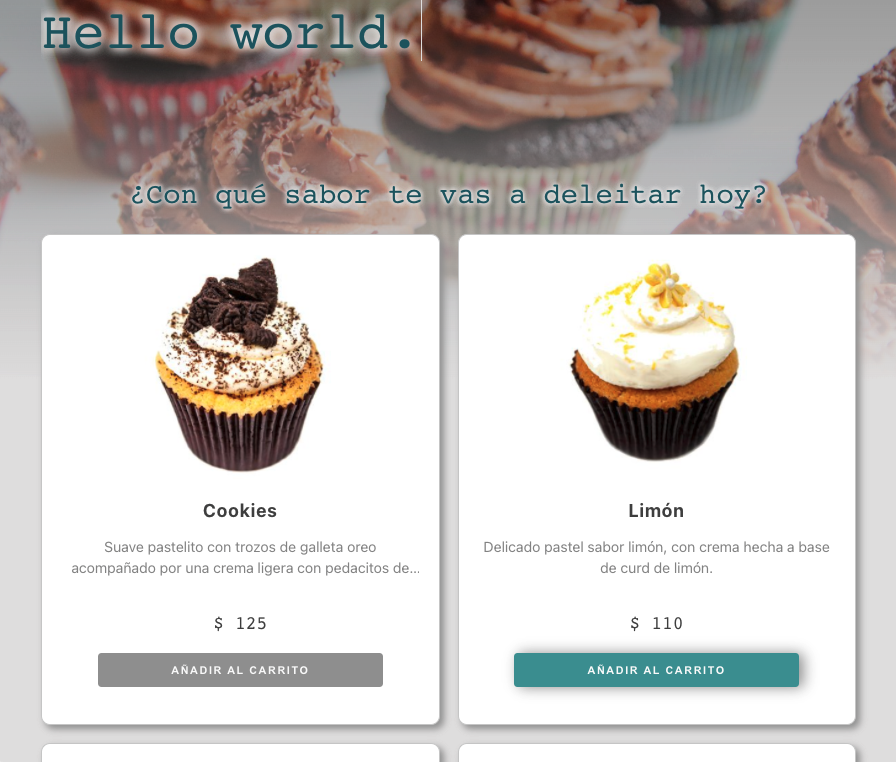 Hello world.
¿Con qué sabor te vas a deleitar hoy?
Cookies
Suave pastelito con trozos de galleta oreo
acompañado por una crema ligera con pedacitos de...
$ 125
AÑADIR AL CARRITO
Limón
Delicado pastel sabor limón, con crema hecha a base
de curd de limón.
$ 110
AÑADIR AL CARRITO